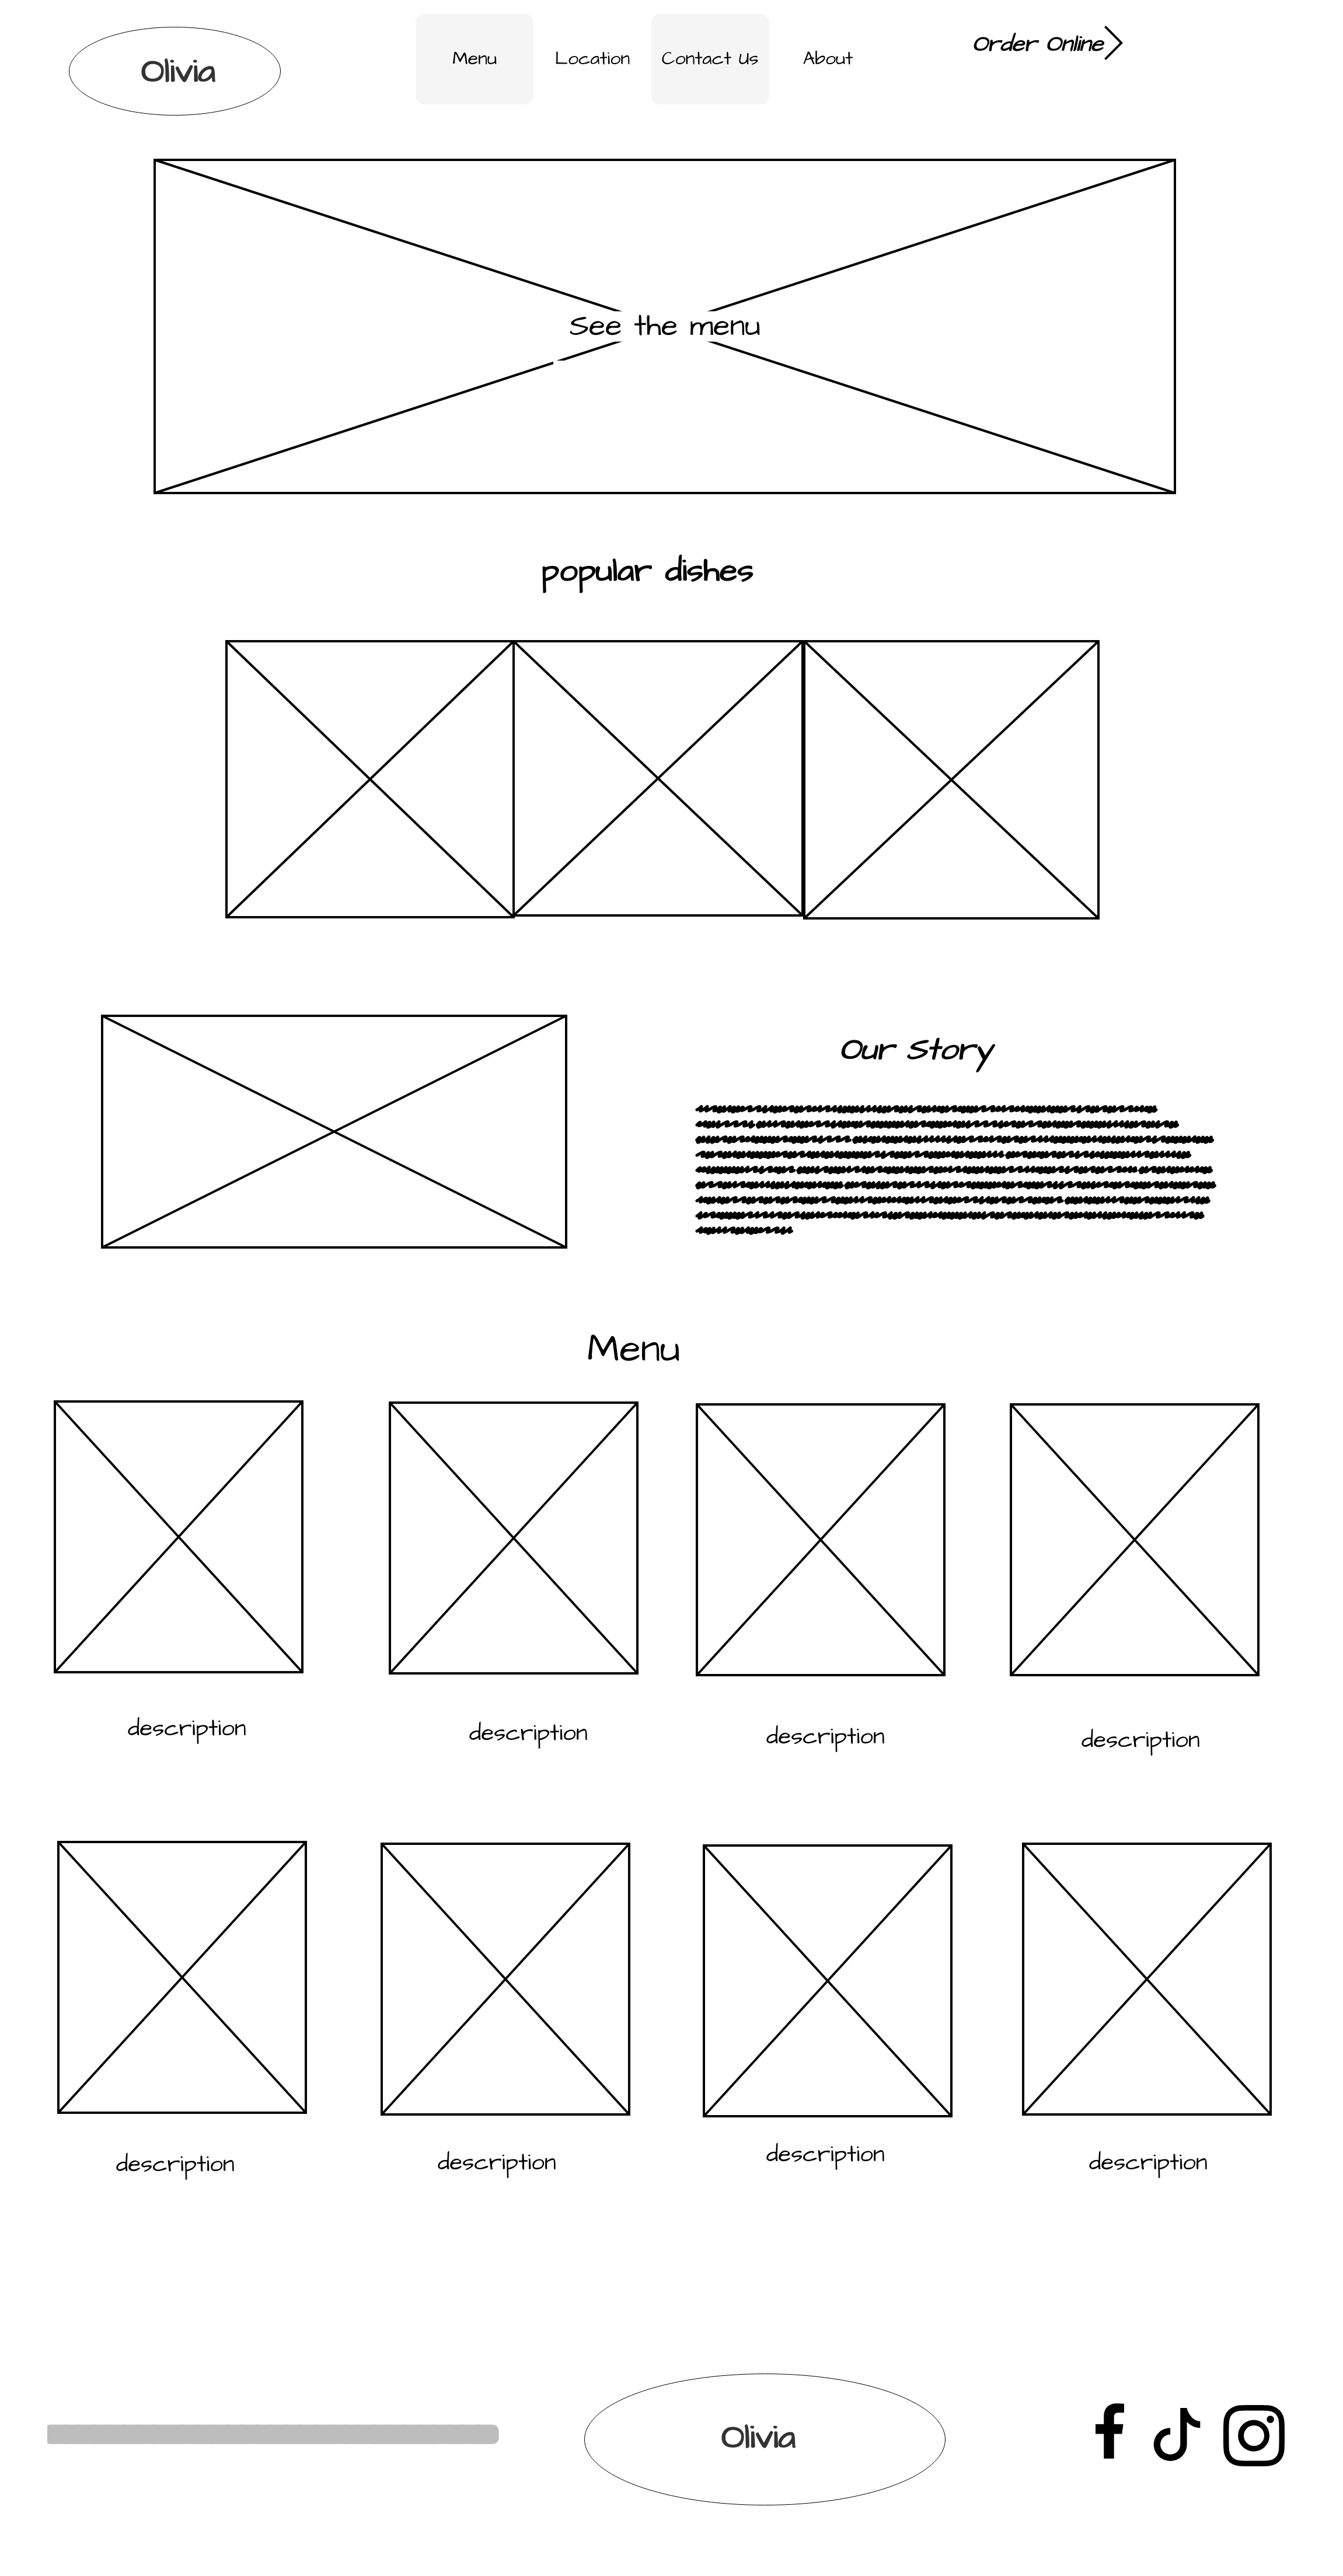 Olivia
Menu
Location
Contact Us
About
Order Online
See the menu
popular dishes
Our Story
Menu
description
description
description
description
description
description
description
description
Olivia